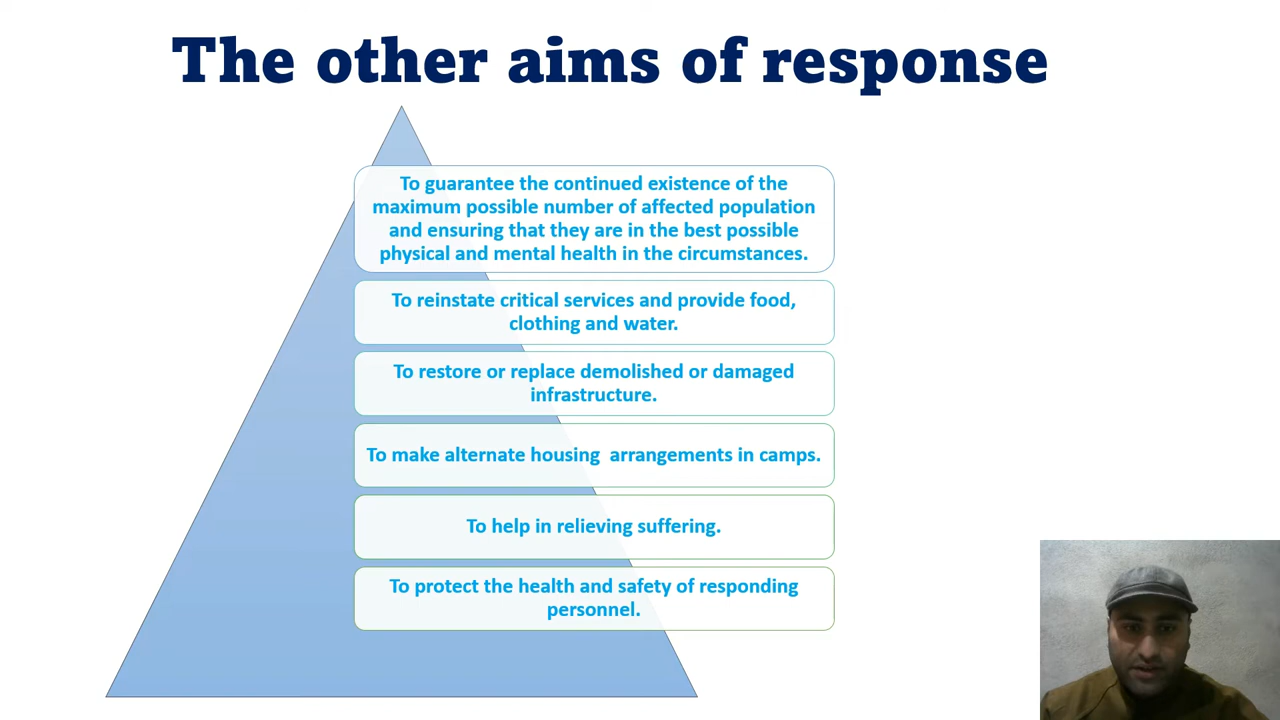 The other aims of response
To guarantee the continued existence of the
maximum possible number of affected population
and ensuring that they are in the best possible
physical and mental health in the circumstances.
To reinstate critical services and provide food,
clothing and water.
To restore or replace demolished or damaged
infrastructure.
To make alternate housing  arrangements in camps.
To help in relieving suffering.
To protect the health and safety of responding
personnel.